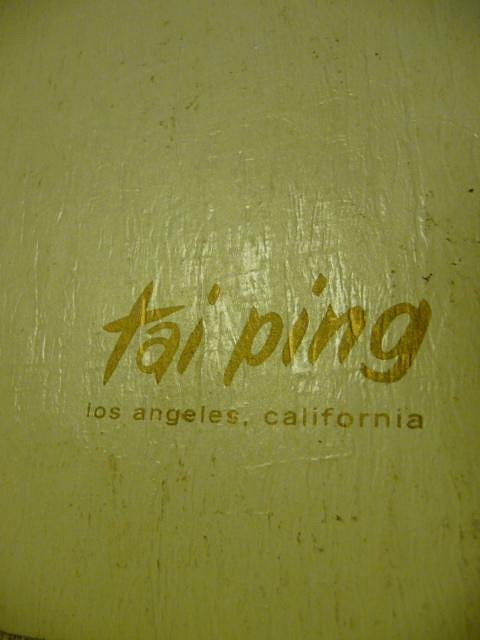 tai ping
los angeles, california